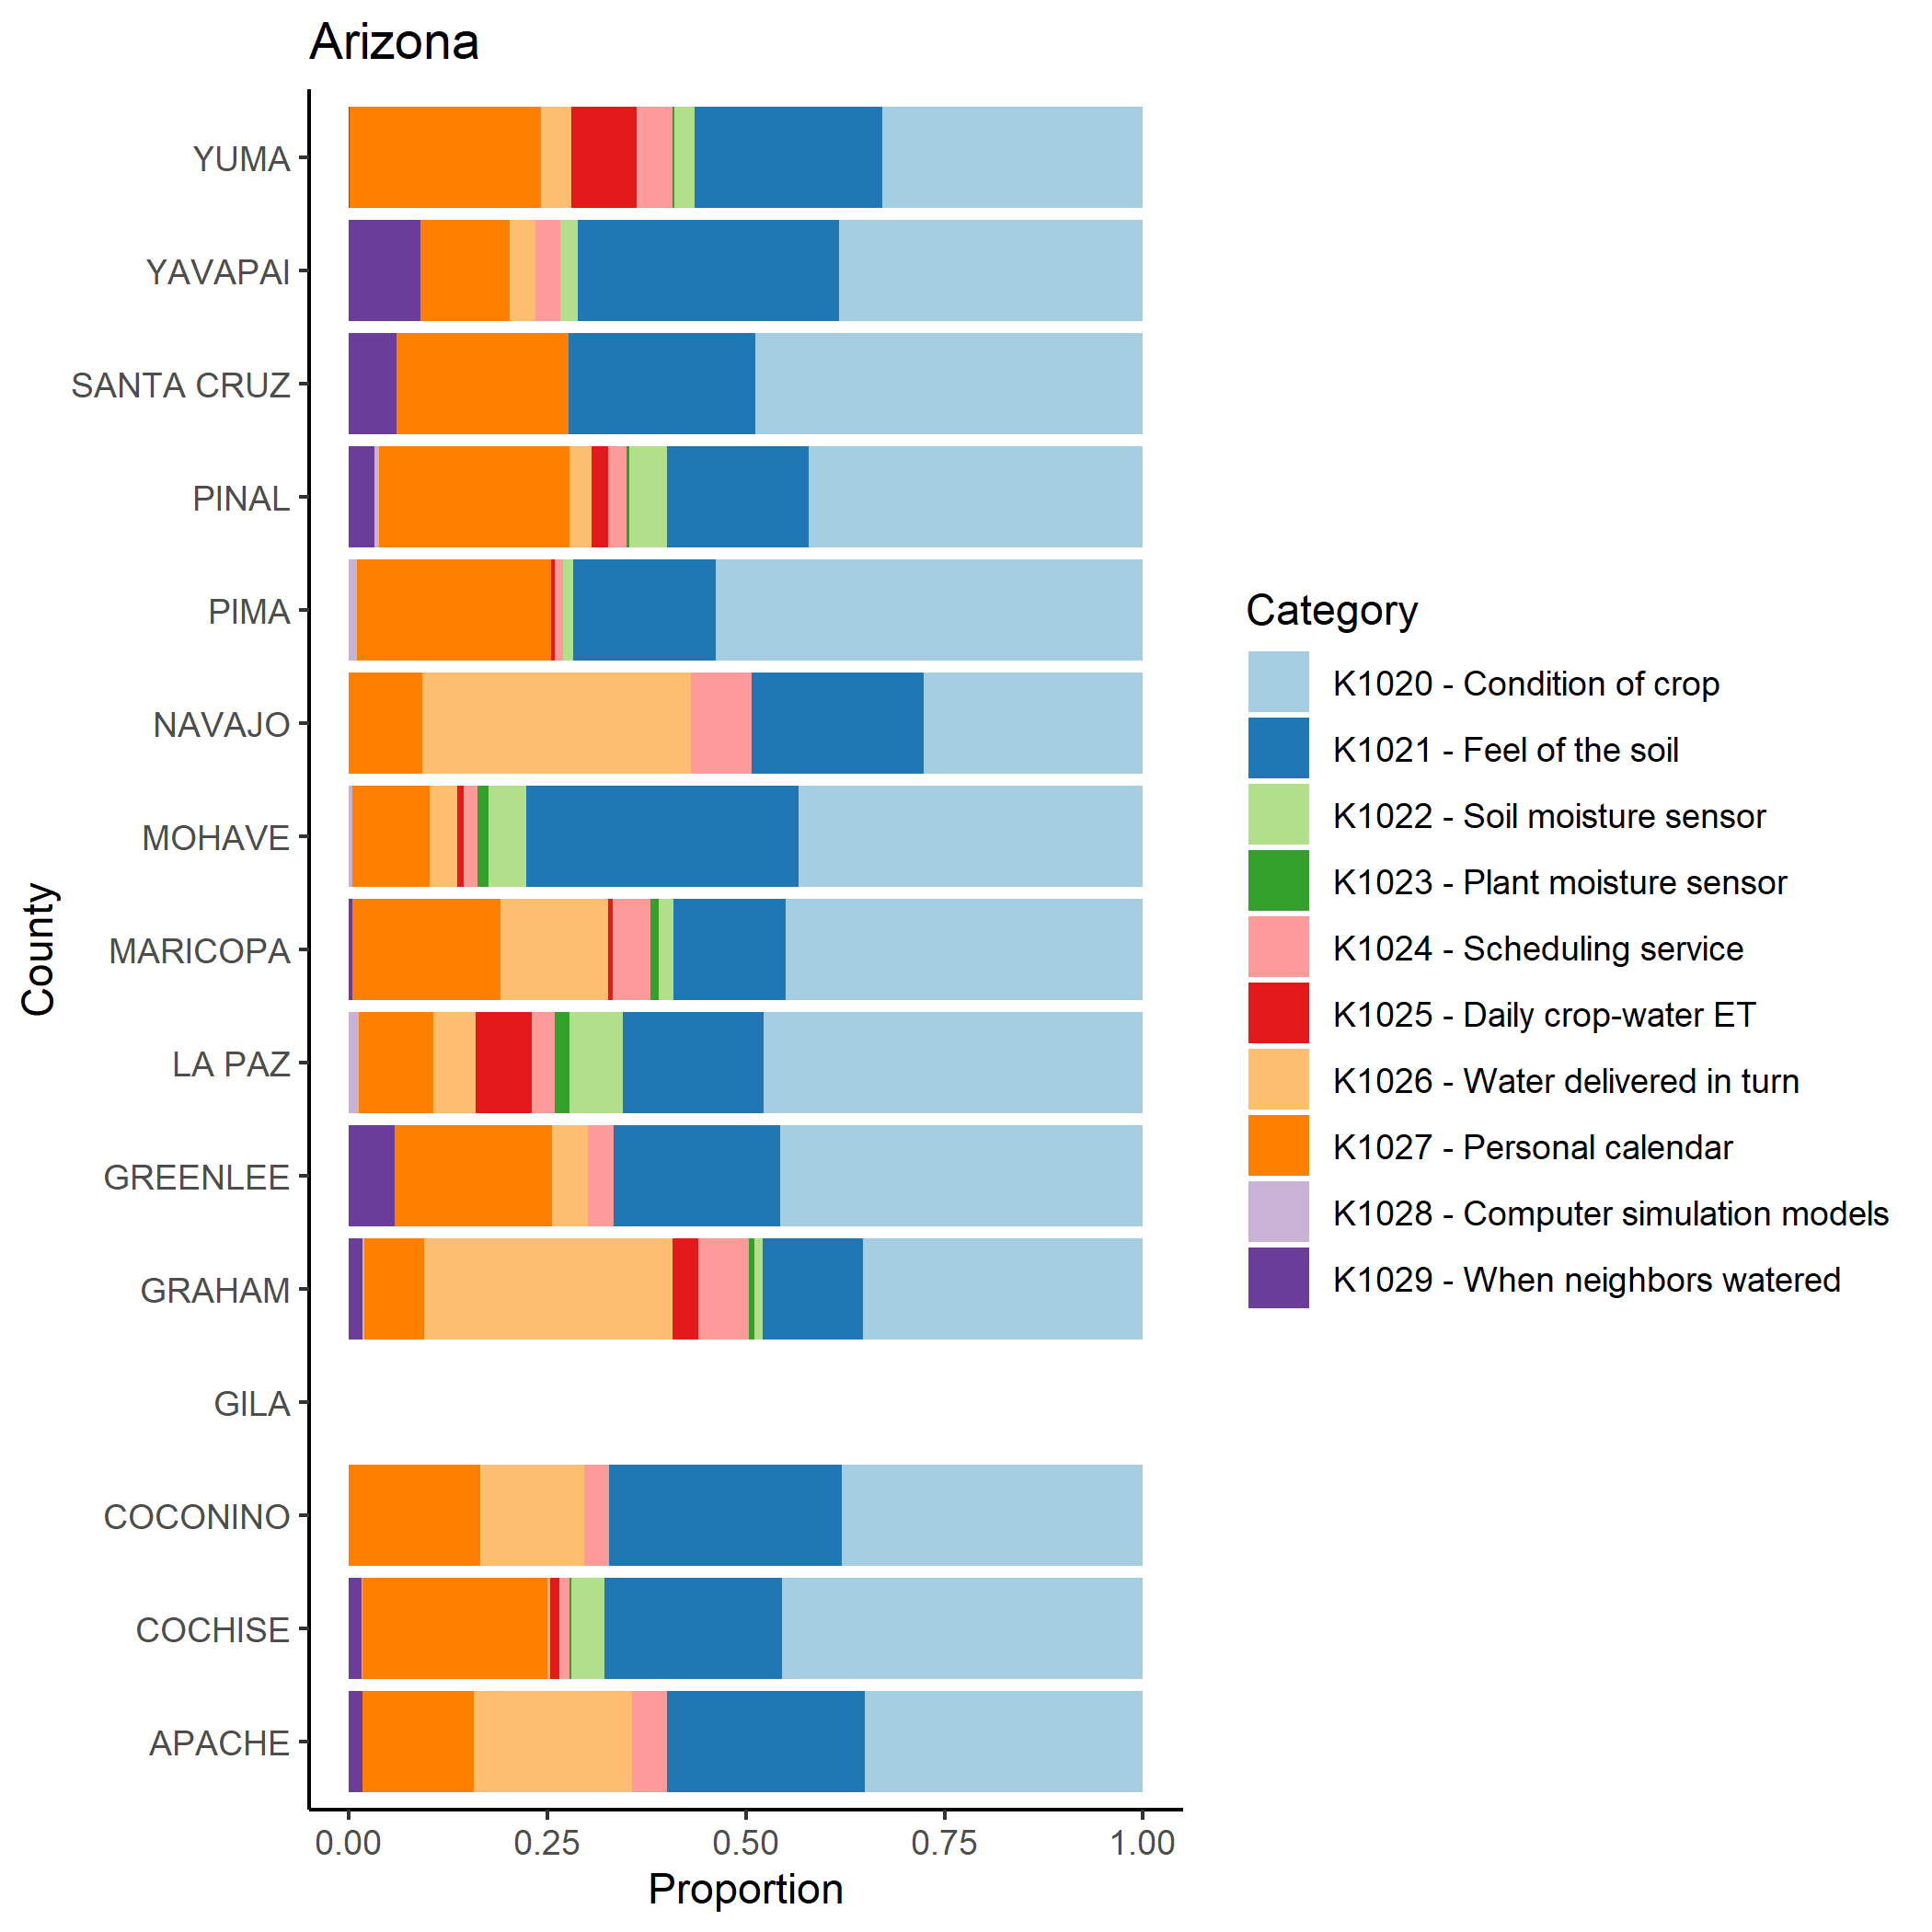 Arizona
County
YUMA
YAVAPAI
SANTA CRUZ
PINAL
PIMA
NAVAJO
MOHAVE
MARICOPA
LA PAZ
GREENLEE
GRAHAM
GILA
COCONINO
COCHISE
APACHE
0.00 0.25 0.50 0.75 1.00
Proportion
Category
K1020 - Condition of crop
K1021 - Feel of the soil
K1022 - Soil moisture sensor
K1023 - Plant moisture sensor
K1024 - Scheduling service
K1025 - Daily crop-water ET
K1026 - Water delivered in turn
K1027 - Personal calendar
K1028 - Computer simulation models
K1029 - When neighbors watered